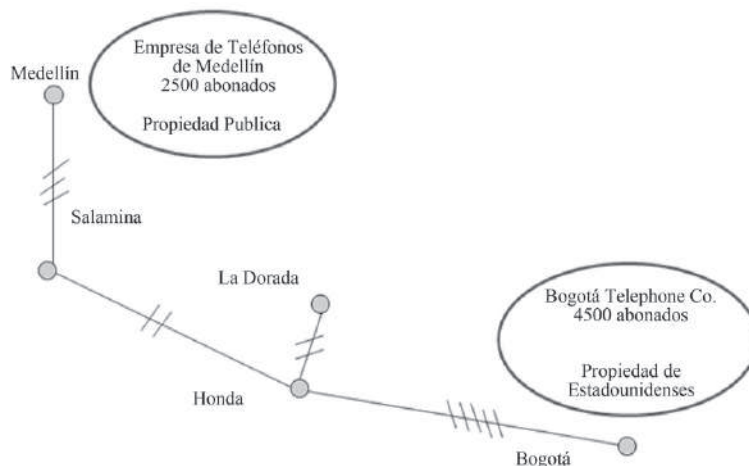 Medellín
Empresa de Teléfonos
de Medellín
2500 abonados
Propiedad Publica
Salamina
La Dorada
Honda
Bogotá Telephone Co.
4500 abonados
Propiedad de
Estadounidenses
Bogotá